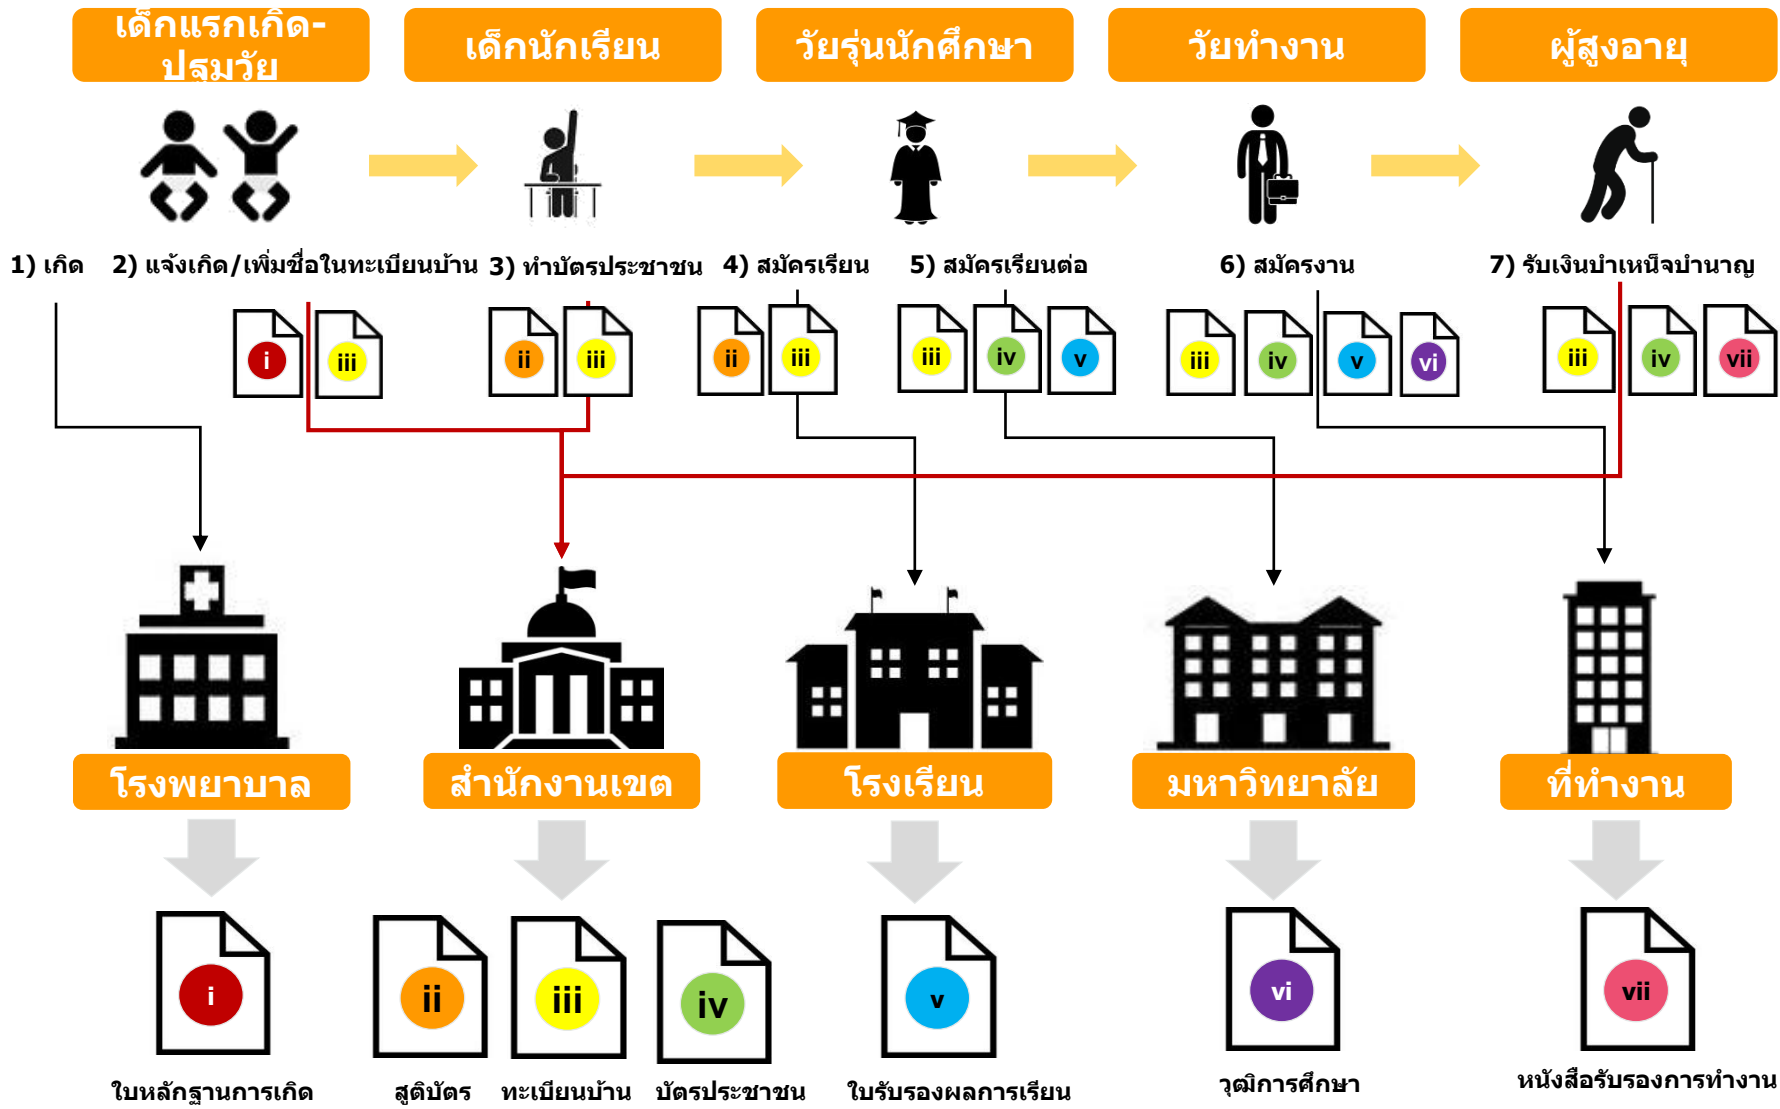 เด็กแรกเกิด-
ปฐมวัย
เด็กนักเรียน
วัยรุ่นนักศึกษา
วัยทำงาน
ผู้สูงอายุ
1) เกิด
2) แจ้งเกิด/เพิ่มชื่อในทะเบียนบ้าน
3) ทำบัตรประชาชน
4) สมัครเรียน
5) สมัครเรียนต่อ
6) สมัครงาน
7) รับเงินบำเหน็จบำนาญ
i
iii
ii
iii
ii
iii
iii
iv
v
iii
iv
v
vi
iii
iv
vii
โรงพยาบาล
สำนักงานเขต
โรงเรียน
มหาวิทยาลัย
ที่ทำงาน
i
ii
iii
iv
v
vi
vii
ใบหลักฐานการเกิด
สูติบัตร
ทะเบียนบ้าน
บัตรประชาชน
ใบรับรองผลการเรียน
วุฒิการศึกษา
หนังสือรับรองการทำงาน